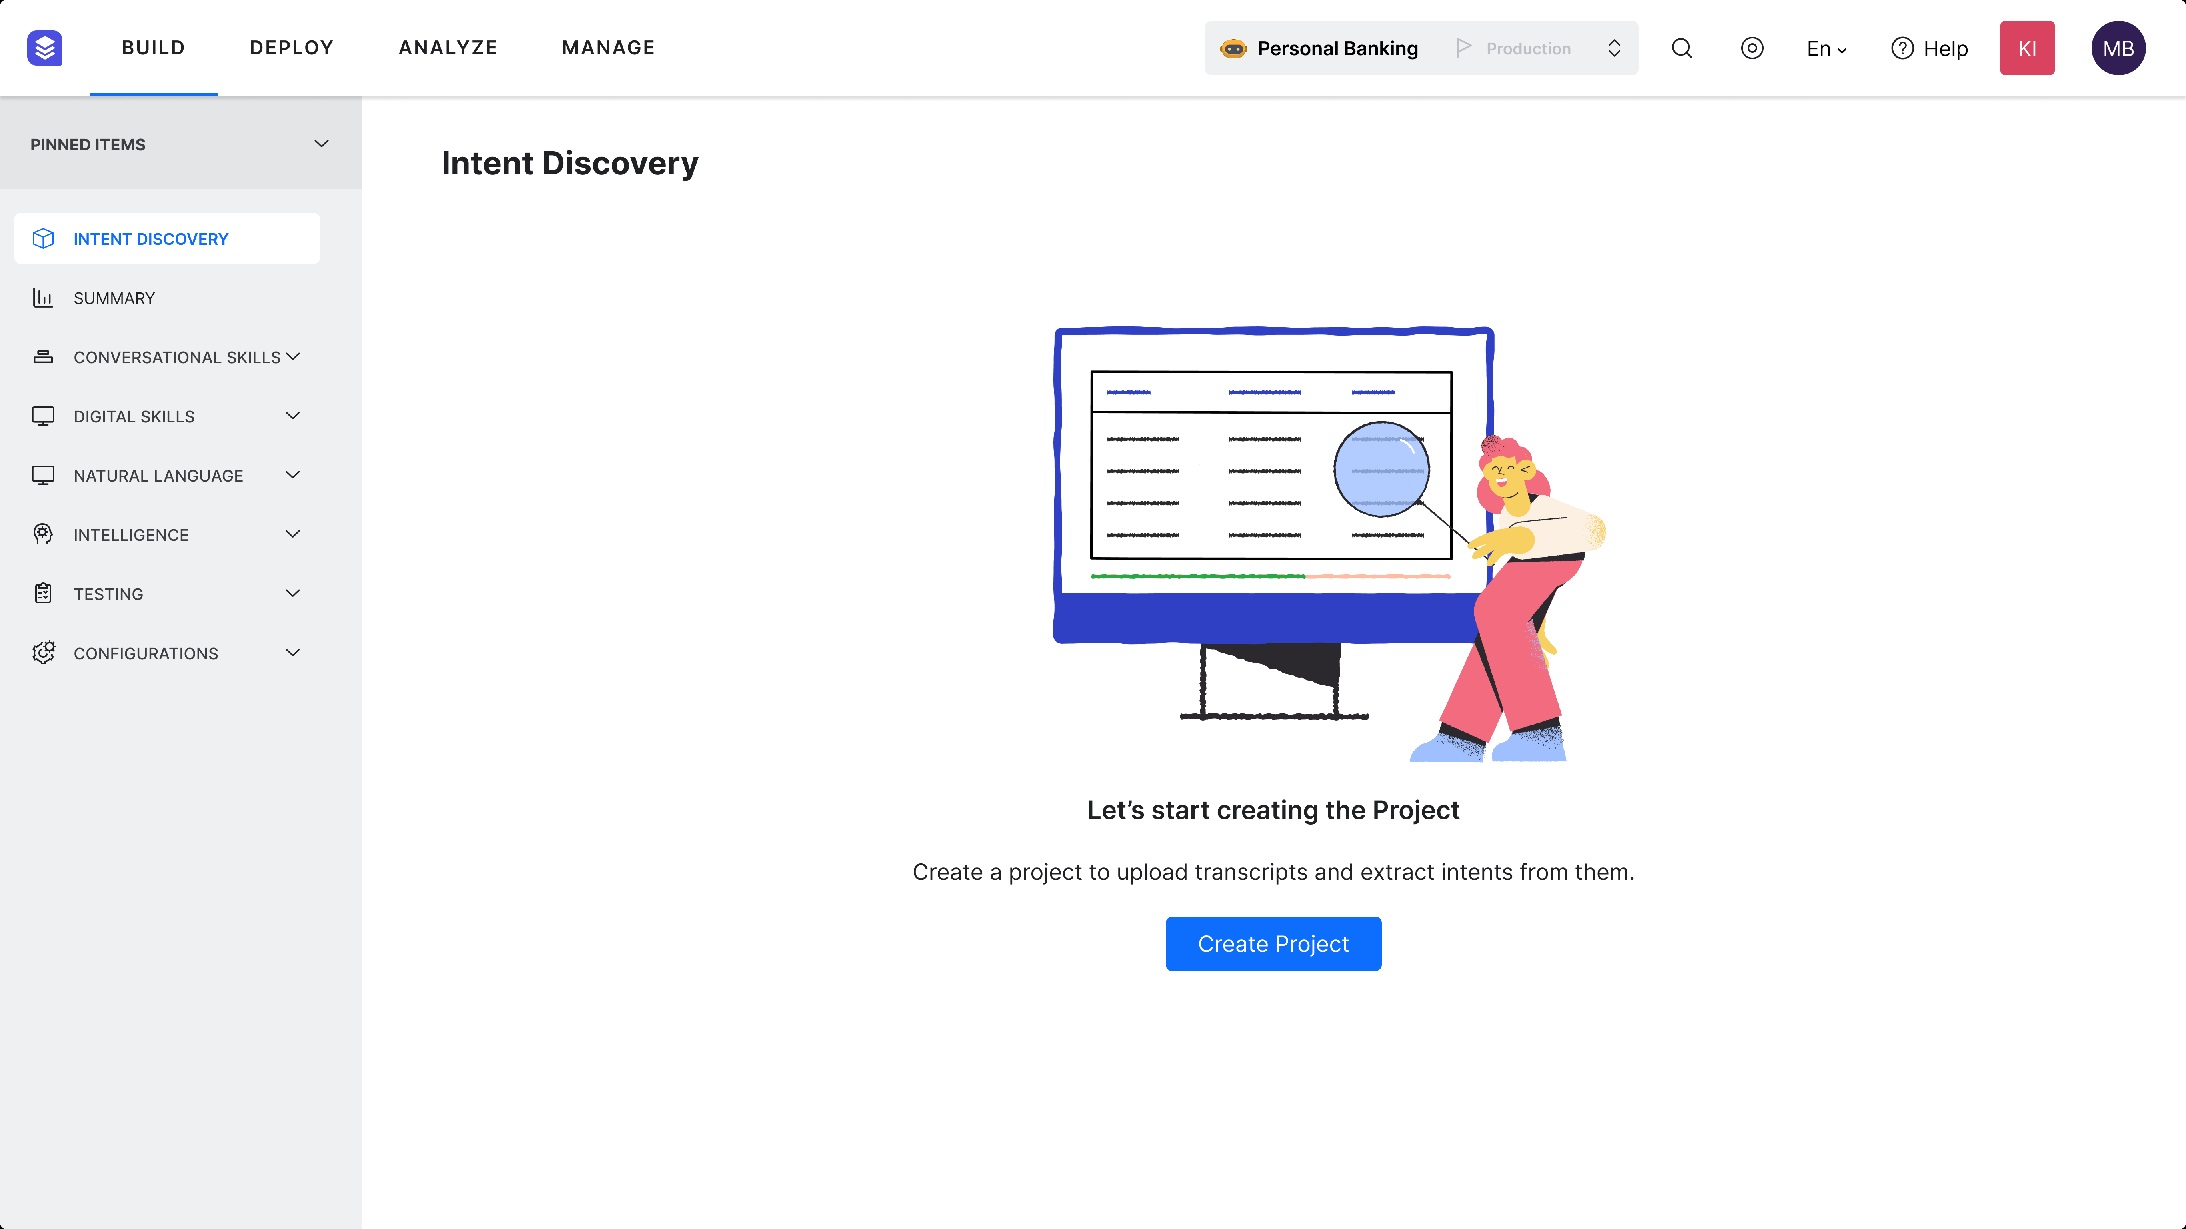 BUILD
DEPLOY
ANALYZE
MANAGE
Personal Banking
Production
En
Help
KI
MB
PINNED ITEMS
INTENT DISCOVERY
SUMMARY
CONVERSATIONAL SKILLS
DIGITAL SKILLS
NATURAL LANGUAGE
INTELLIGENCE
TESTING
CONFIGURATIONS
Intent Discovery
Let’s start creating the Project
Create a project to upload transcripts and extract intents from them.
Create Project